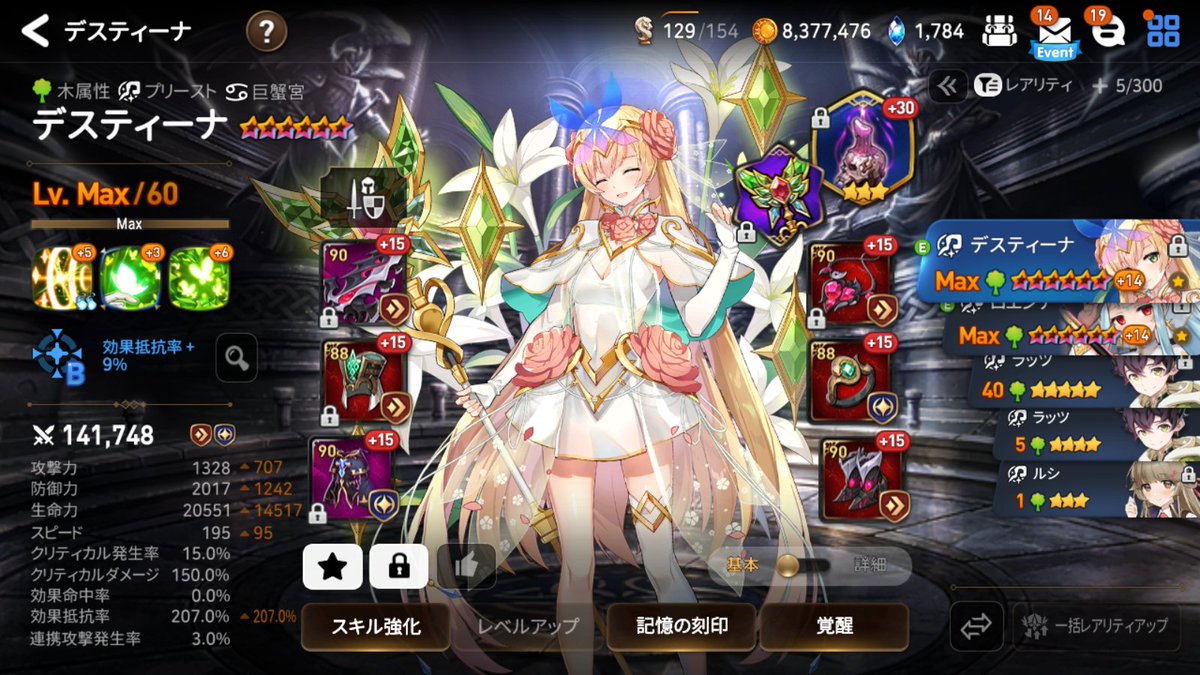 デスティーナ
?
129/154
8,377,476
1,784
14
Event
19
木属性 プリースト 巨蟹宮
デスティーナ
レアリティ
5/300
Lv. Max/60
Max
+5
+3
+6
効果抵抗率 +
9%
B
141,748
攻撃力 1328 707
防御力 2017 1242
生命力 20551 14517
スピード 195 95
クリティカル発生率 15.0%
クリティカルダメージ 150.0%
効果命中率 0.0%
効果抵抗率 207.0% 207.0%
連携攻撃発生率 3.0%
+30
90 +15
88 +15
90 +15
90 +15
88 +15
90 +15
E デスティーナ
Max +14
E
Max +14
ラッツ
40
ラッツ
5
ルシ
1
基本 詳細
スキル強化
レベルアップ
記憶の刻印
覚醒
一括レアリティアップ